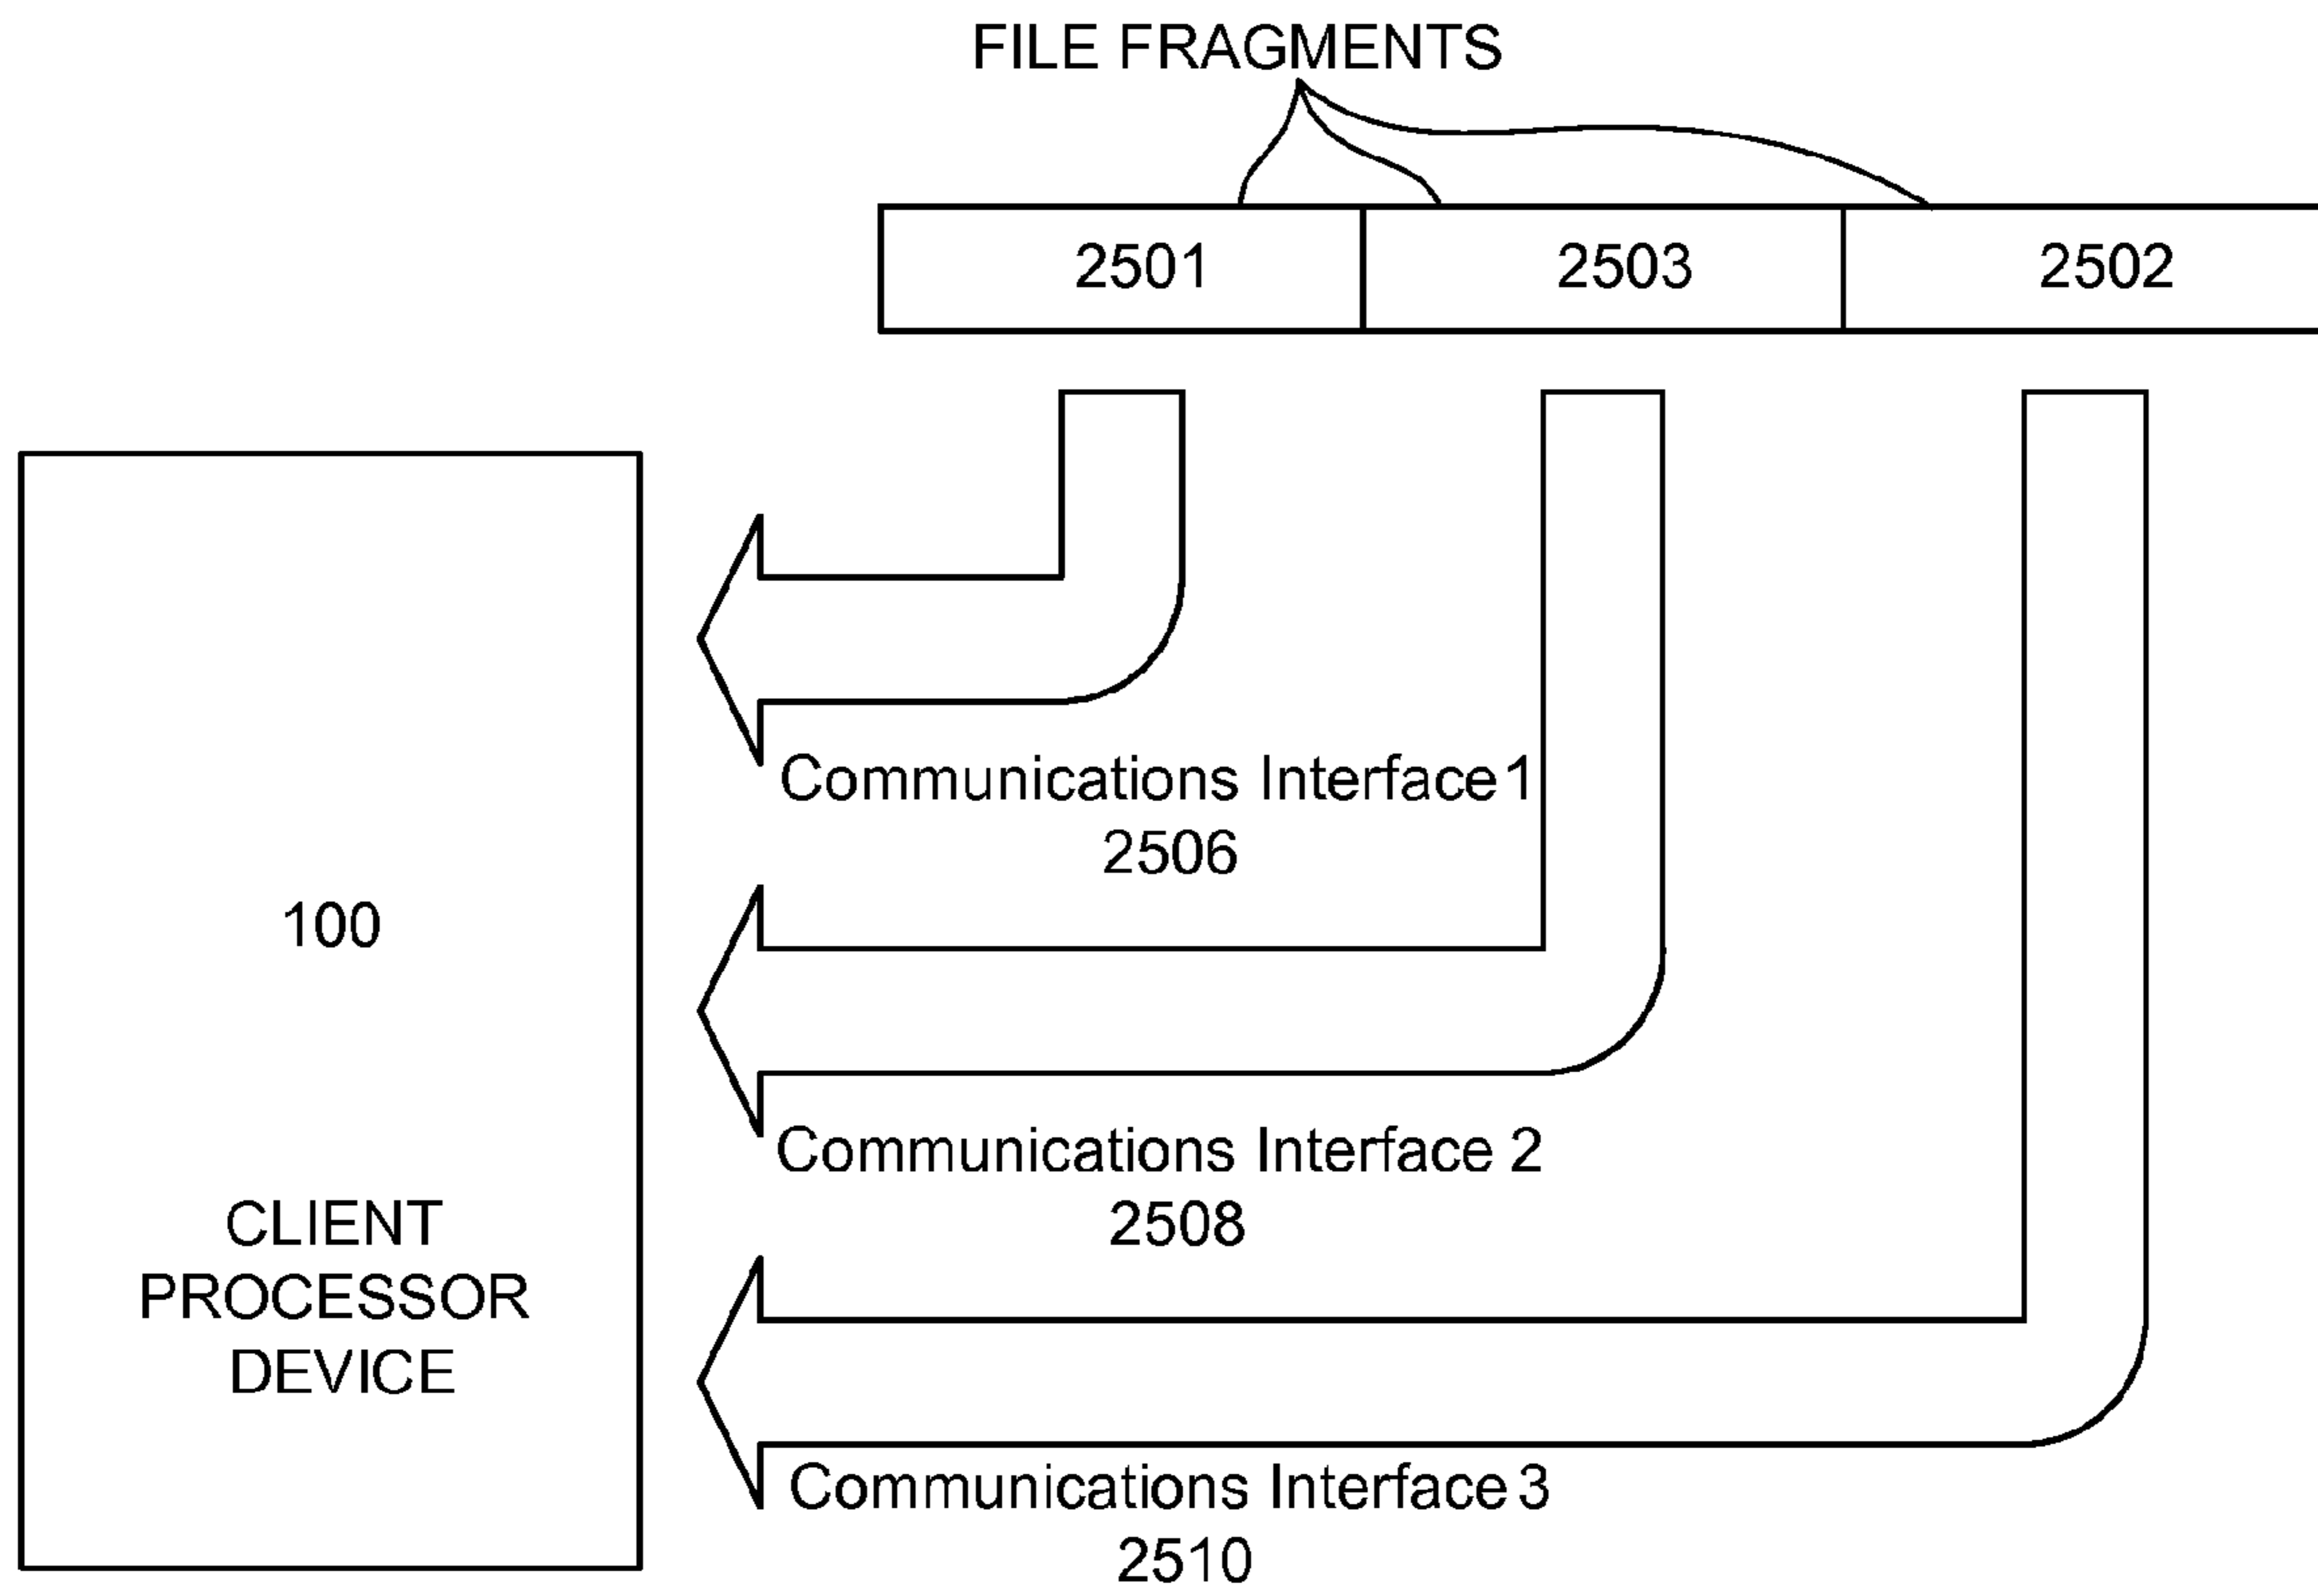 FILE FRAGMENTS
2501
2503
2502
Communications Interface 1
2506
100
CLIENT
PROCESSOR
DEVICE
Communications Interface 2
2508
Communications Interface 3
2510